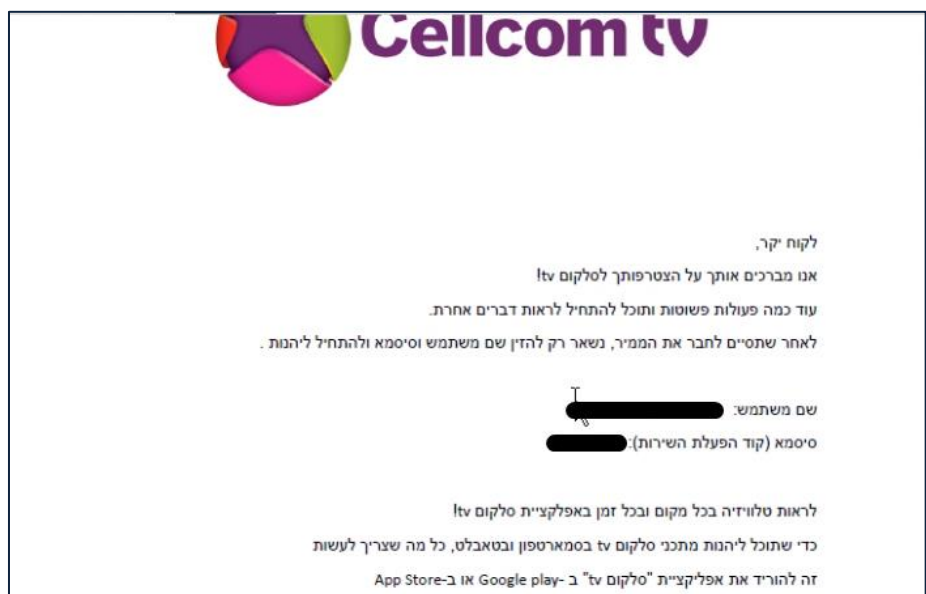 Cellcom tv
לקוח יקר,
אנו מברכים אותך על הצטרפותך לסלקום tv!
עוד כמה פעולות פשוטות ותוכל להתחיל לראות דברים אחרת.
לאחר שתסיים לחבר את הממיר, נשאר רק להזין שם משתמש וסיסמא ולהתחיל ליהנות .
שם משתמש:
סיסמא (קוד הפעלת השירות):
לראות טלוויזיה בכל מקום ובכל זמן באפלקציית סלקום tv!
כדי שתוכל ליהנות מתכני סלקום tv בסמארטפון ובטאבלט, כל מה שצריך לעשות
זה להוריד את אפליקציית "סלקום tv" ב -Google play או ב-App Store